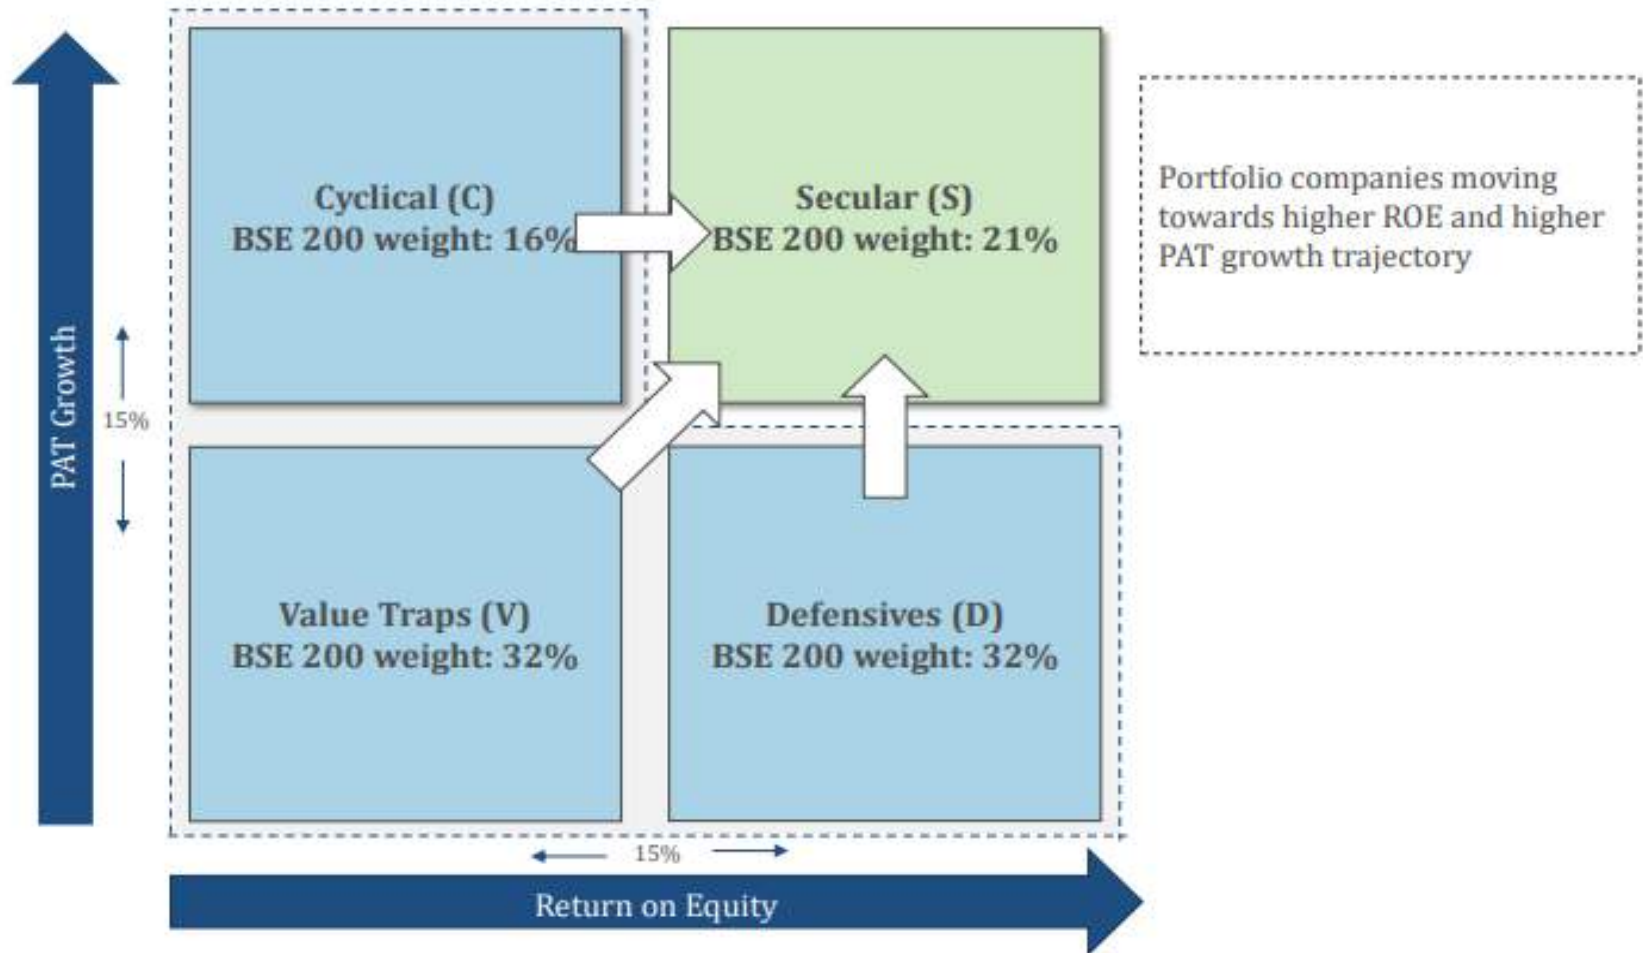 Cyclical (C)
BSE 200 weight: 16%
Secular (S)
BSE 200 weight: 21%
Portfolio companies moving
towards higher ROE and higher
PAT growth trajectory
PAT Growth
15%
Value Traps (V)
BSE 200 weight: 32%
Defensives (D)
BSE 200 weight: 32%
15%
Return on Equity